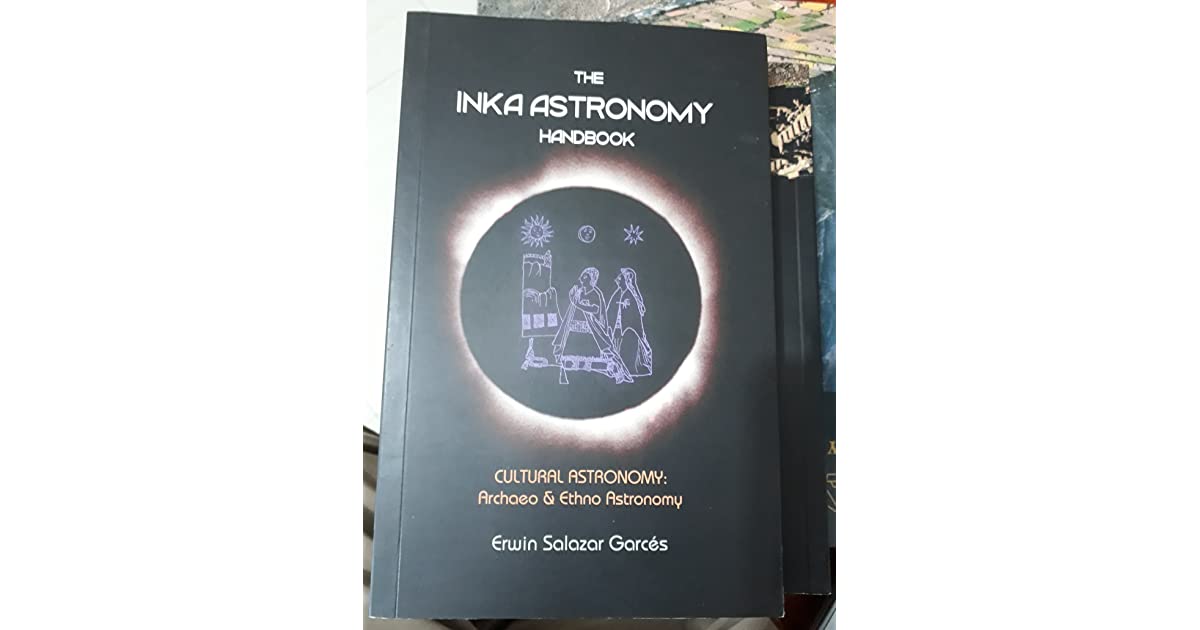 THE
INKA ASTRONOMY
HANDBOOK
CULTURAL ASTRONOMY:
Archaeo & Ethno Astronomy
Erwin Salazar Garcés